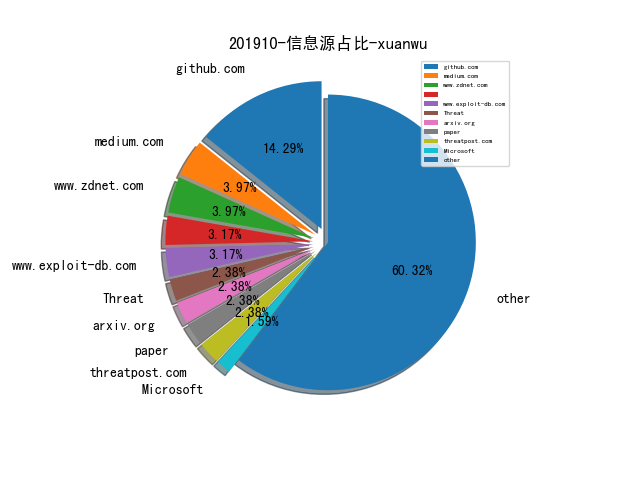 201910-信息源占比-xuanwu
github.com
medium.com
www.zdnet.com
www.exploit-db.com
Threat
arxiv.org
paper
threatpost.com
Microsoft
other
14.29%
3.97%
3.97%
3.17%
3.17%
2.38%
2.38%
2.38%
2.38%
1.59%
60.32%
github.com
medium.com
www.zdnet.com
www.exploit-db.com
Threat
arxiv.org
paper
threatpost.com
Microsoft
other